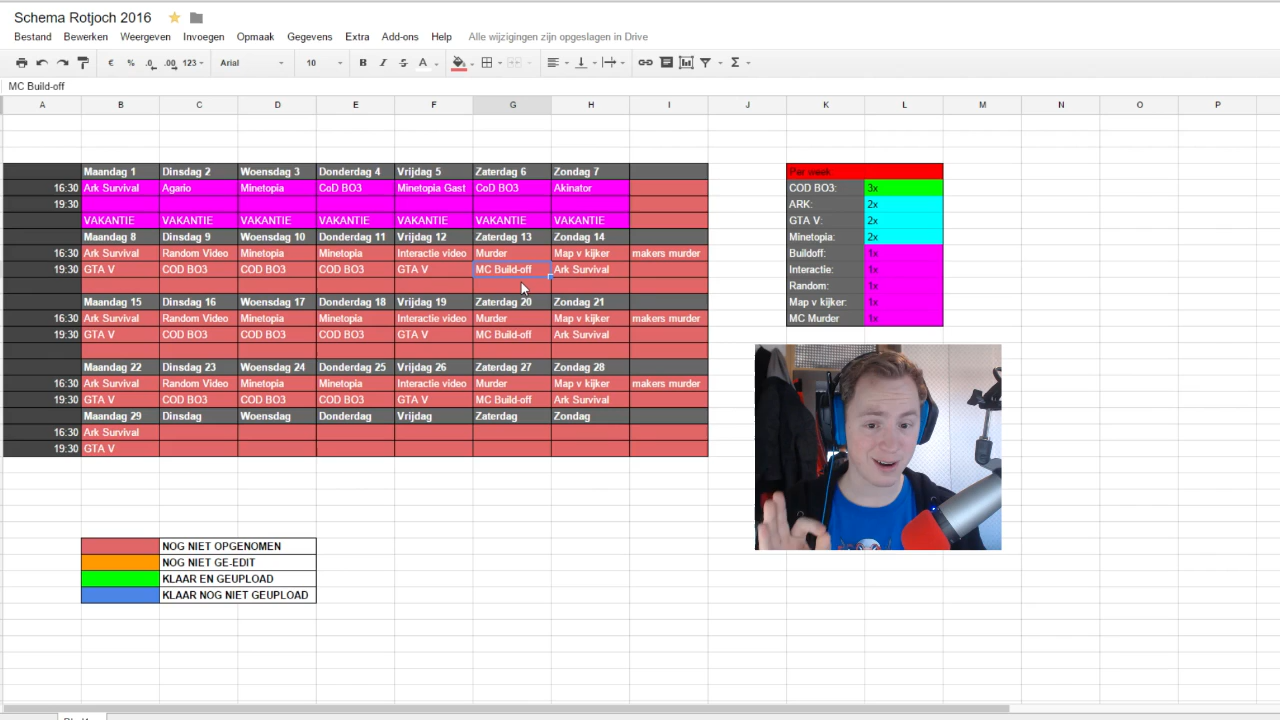 Schema Rotjoch 2016
Bestand Bewerken Weergeven Invoegen Opmaak Gegevens Extra Add-ons Help Alle wijzigingen zijn opgeslagen in Drive
€ % .0 .00 123 Arial 10 B I S A Σ
MC Build-off
A B C D E F G H I J K L M N O P
Maandag 1 Dinsdag 2 Woensdag 3 Donderdag 4 Vrijdag 5 Zaterdag 6 Zondag 7 Per week:
16:30 Ark Survival Agario Minetopia CoD BO3 Minetopia Gast CoD BO3 Akinator COD BO3: 3x
19:30 ARK: 2x
VAKANTIE VAKANTIE VAKANTIE VAKANTIE VAKANTIE VAKANTIE VAKANTIE GTA V: 2x
Maandag 8 Dinsdag 9 Woensdag 10 Donderdag 11 Vrijdag 12 Zaterdag 13 Zondag 14 Minetopia: 2x
16:30 Ark Survival Random Video Minetopia Minetopia Interactie video Murder Map v kijker makers murder Buildoff: 1x
19:30 GTA V COD BO3 COD BO3 COD BO3 GTA V MC Build-off Ark Survival Interactie: 1x
Random: 1x
Maandag 15 Dinsdag 16 Woensdag 17 Donderdag 18 Vrijdag 19 Zaterdag 20 Zondag 21 Map v kijker: 1x
16:30 Ark Survival Random Video Minetopia Minetopia Interactie video Murder Map v kijker makers murder MC Murder 1x
19:30 GTA V COD BO3 COD BO3 COD BO3 GTA V MC Build-off Ark Survival
Maandag 22 Dinsdag 23 Woensdag 24 Donderdag 25 Vrijdag 26 Zaterdag 27 Zondag 28
16:30 Ark Survival Random Video Minetopia Minetopia Interactie video Murder Map v kijker makers murder
19:30 GTA V COD BO3 COD BO3 COD BO3 GTA V MC Build-off Ark Survival
Maandag 29 Dinsdag Woensdag Donderdag Vrijdag Zaterdag Zondag
16:30 Ark Survival
19:30 GTA V
NOG NIET OPGENOMEN
NOG NIET GE-EDIT
KLAAR EN GEUPLOAD
KLAAR NOG NIET GEUPLOAD